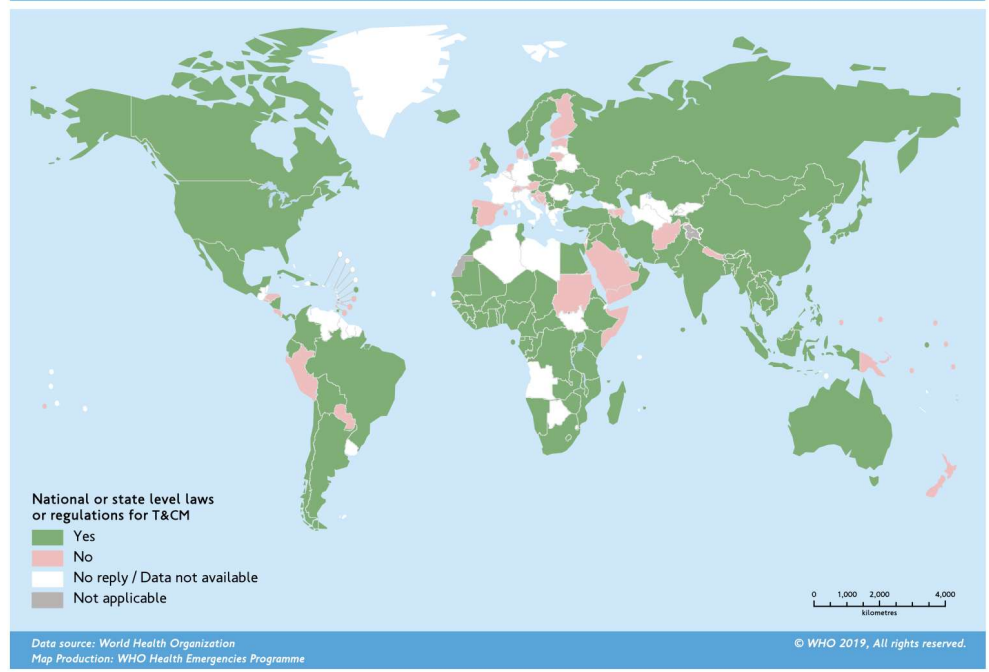 National or state level laws
or regulations for T&CM
Yes
No
No reply / Data not available
Not applicable
0 1,000 2,000 4,000
kilometres
Data source: World Health Organization
Map Production: WHO Health Emergencies Programme
© WHO 2019, All rights reserved.